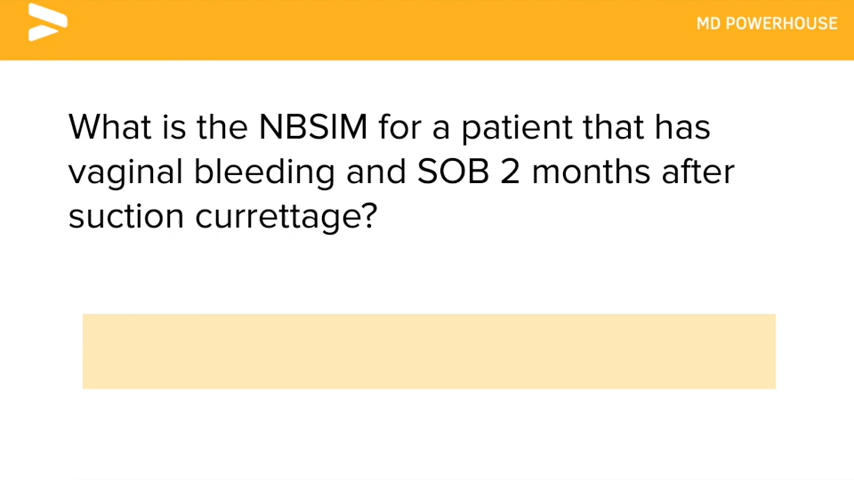 MD POWERHOUSE
What is the NBSIM for a patient that has
vaginal bleeding and SOB 2 months after
suction currettage?